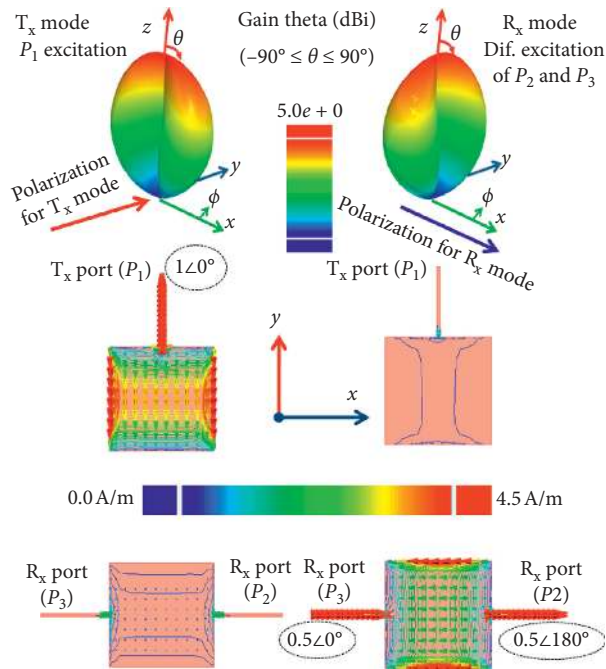 Tx mode
P1 excitation
z
θ
Gain theta (dBi)
(−90° ≤ θ ≤ 90°)
5.0e + 0
z
θ
Rx mode
Dif. excitation
of P2 and P3
y
ϕ
x
Polarization
for Tx mode
y
ϕ
x
Polarization for Rx mode
Tx port (P1)
1∠0°
Tx port (P1)
y
x
0.0 A/m
4.5 A/m
Rx port
(P3)
Rx port
(P2)
Rx port
(P3)
0.5∠0°
Rx port
(P2)
0.5∠180°